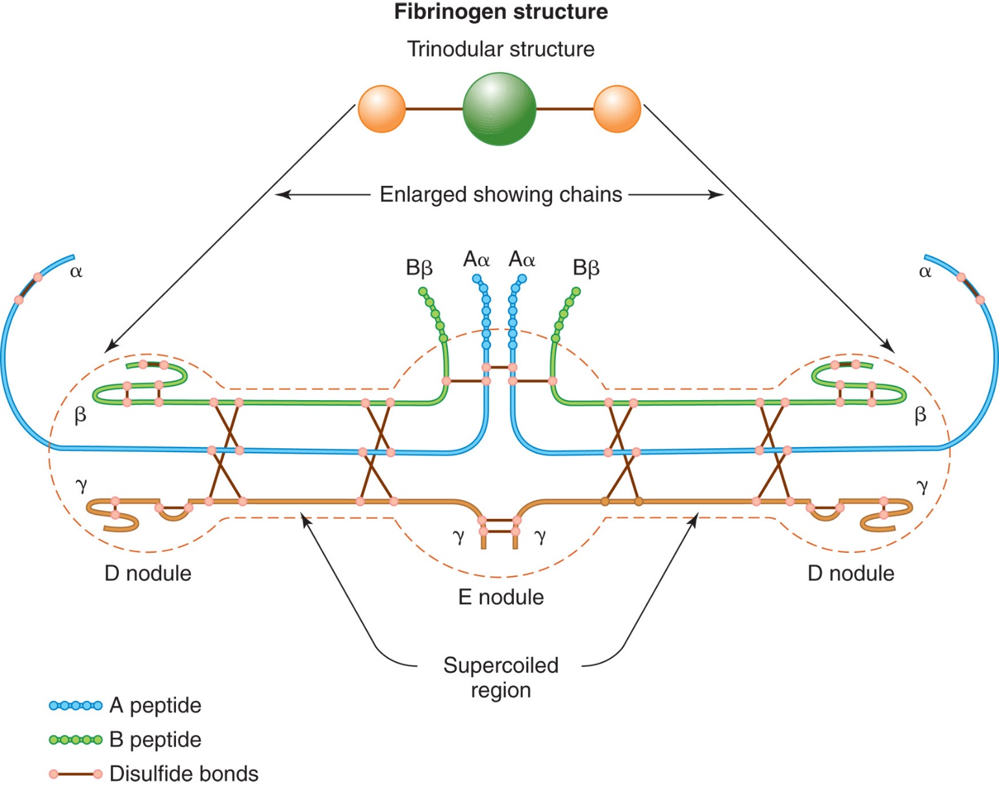 Fibrinogen structure
Trinodular structure
Enlarged showing chains
Aα Aα
Bβ Bβ
α α
β β
γ γ
γ γ
D nodule D nodule
E nodule
Supercoiled
region
A peptide
B peptide
Disulfide bonds